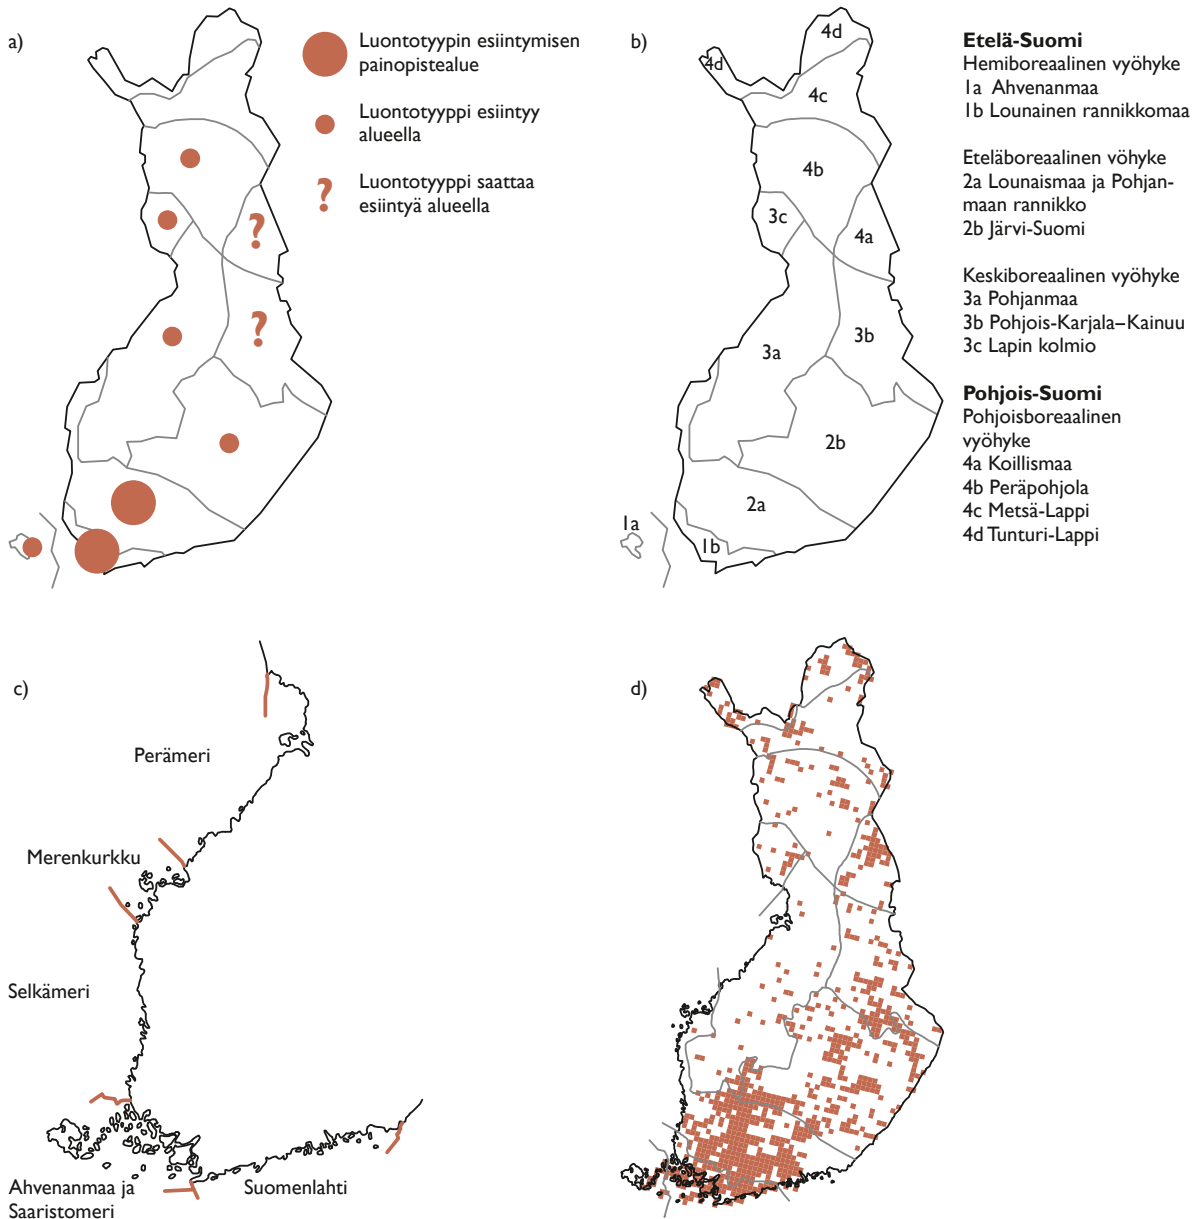 a)
Luontotyypin esiintymisen
painopistealue
Luontotyyppi esiintyy
alueella
?
Luontotyyppi saattaa
esiintyä alueella
?
?
b)
4d
4d
4c
4b
3c
4a
3a
3b
2b
2a
1a
1b
Etelä-Suomi
Hemiboreaalinen vyöhyke
1a Ahvenanmaa
1b Lounainen rannikkomaa
Eteläboreaalinen vöhyke
2a Lounaismaa ja Pohjan-
maan rannikko
2b Järvi-Suomi
Keskiboreaalinen vyöhyke
3a Pohjanmaa
3b Pohjois-Karjala–Kainuu
3c Lapin kolmio
Pohjois-Suomi
Pohjoisboreaalinen
vyöhyke
4a Koillismaa
4b Peräpohjola
4c Metsä-Lappi
4d Tunturi-Lappi
c)
Perämeri
Merenkurkku
Selkämeri
Ahvenanmaa ja
Saaristomeri
Suomenlahti
d)